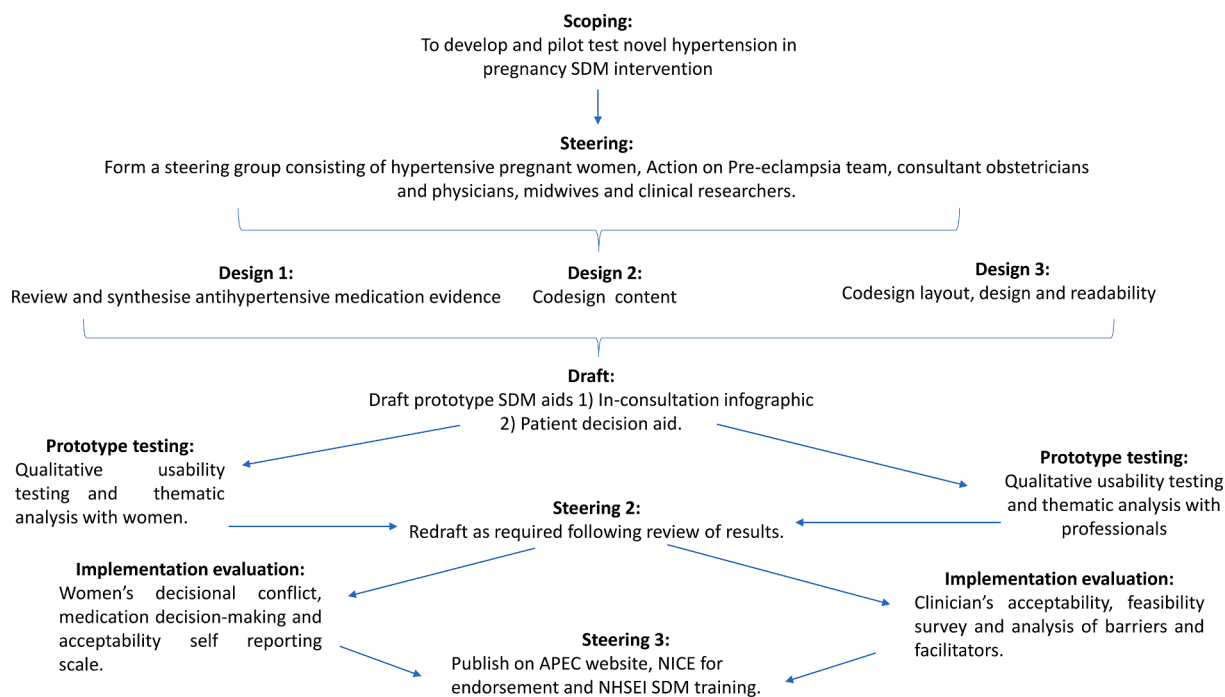 Scoping:
To develop and pilot test novel hypertension in
pregnancy SDM intervention
Steering:
Form a steering group consisting of hypertensive pregnant women, Action on Pre-eclampsia team, consultant obstetricians
and physicians, midwives and clinical researchers.
Design 1:
Review and synthesise antihypertensive medication evidence
Design 2:
Codesign content
Design 3:
Codesign layout, design and readability
Draft:
Draft prototype SDM aids 1) In-consultation infographic
2) Patient decision aid.
Prototype testing:
Qualitative usability
testing and thematic
analysis with women.
Prototype testing:
Qualitative usability testing
and thematic analysis with
professionals
Steering 2:
Redraft as required following review of results.
Implementation evaluation:
Women's decisional conflict,
medication decision-making and
acceptability self reporting
scale.
Implementation evaluation:
Clinician's acceptability, feasibility
survey and analysis of barriers and
facilitators.
Steering 3:
Publish on APEC website, NICE for
endorsement and NHSEI SDM training.